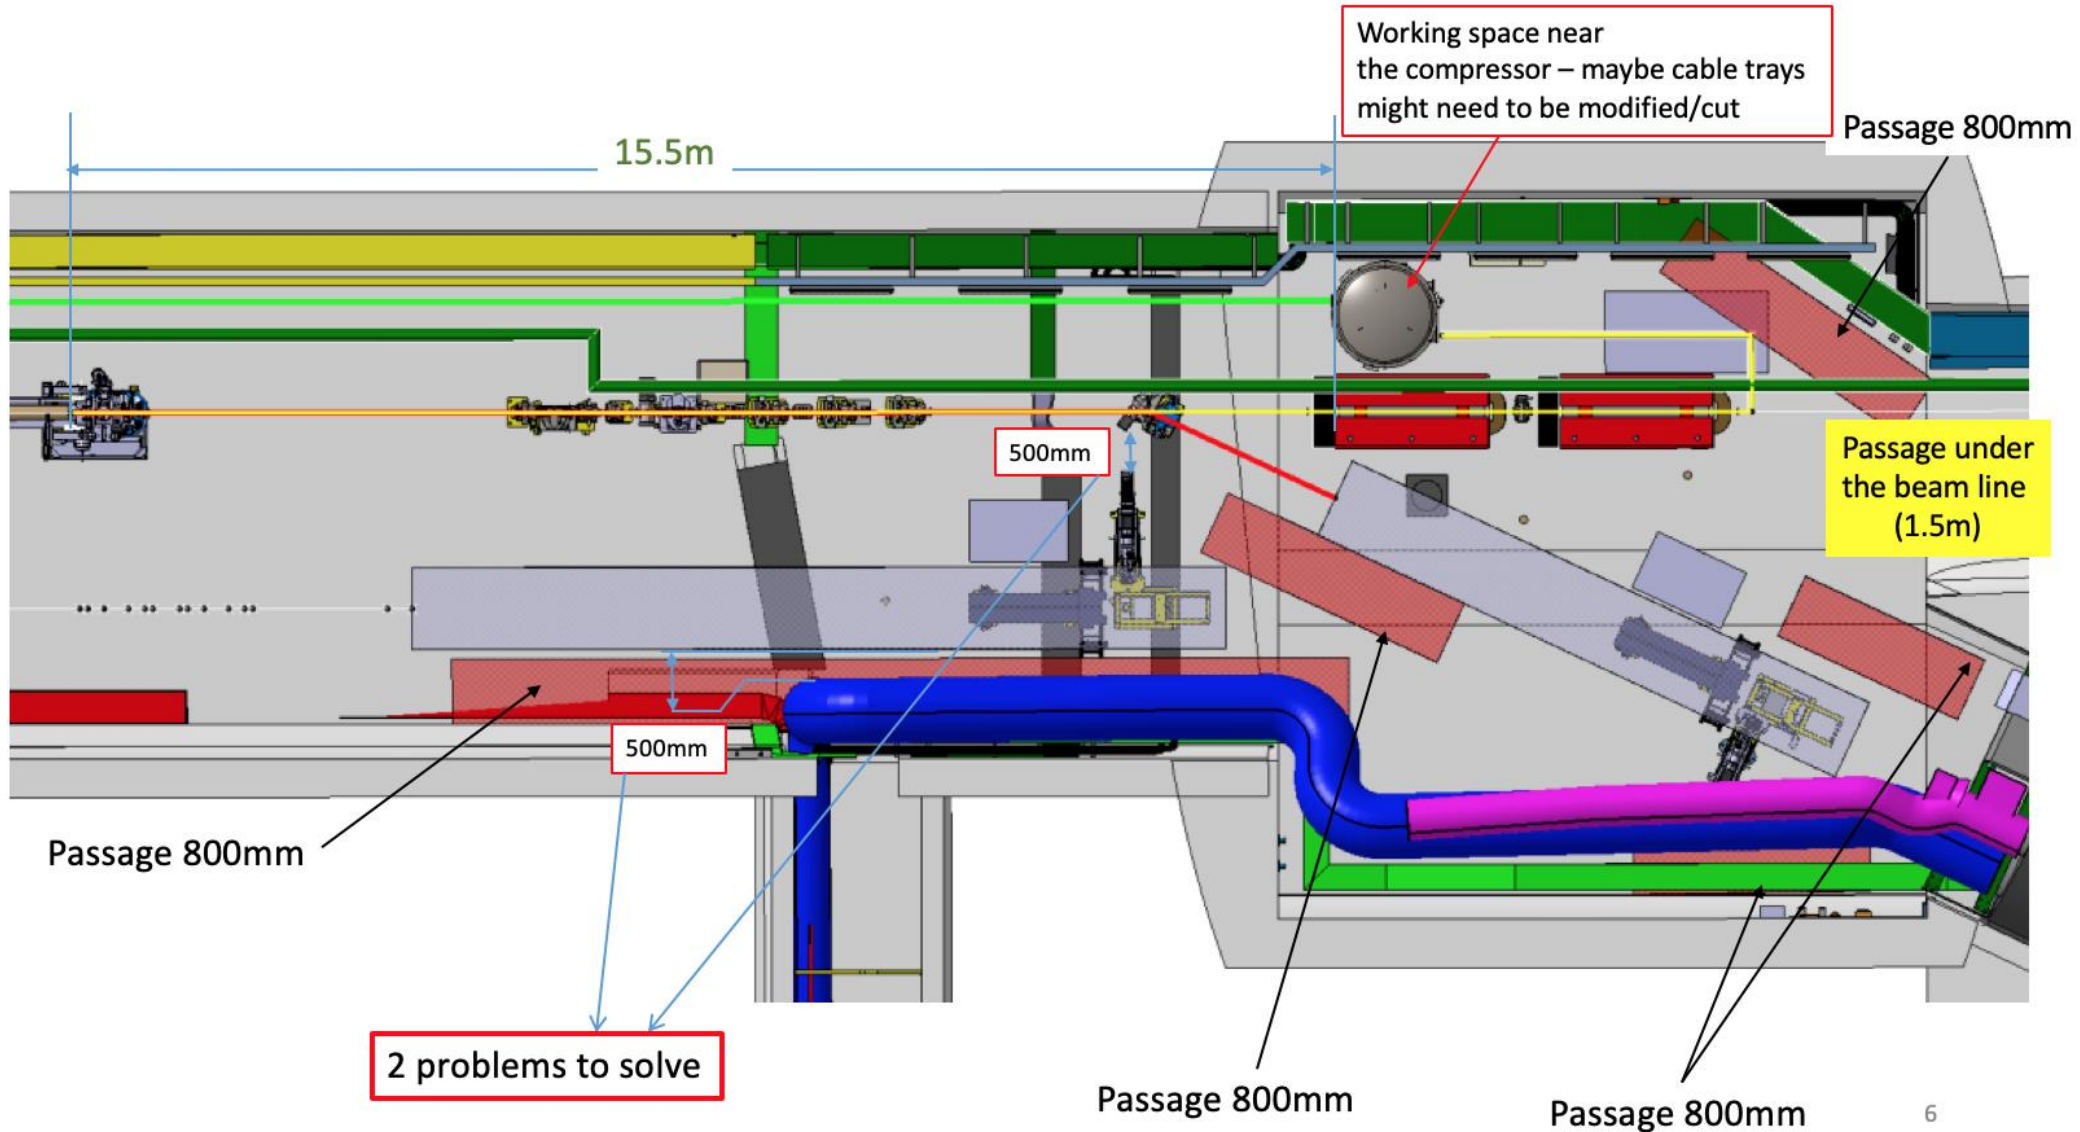 Working space near
the compressor – maybe cable trays
might need to be modified/cut
Passage 800mm
15.5m
500mm
Passage under
the beam line
(1.5m)
500mm
Passage 800mm
2 problems to solve
Passage 800mm
Passage 800mm
6